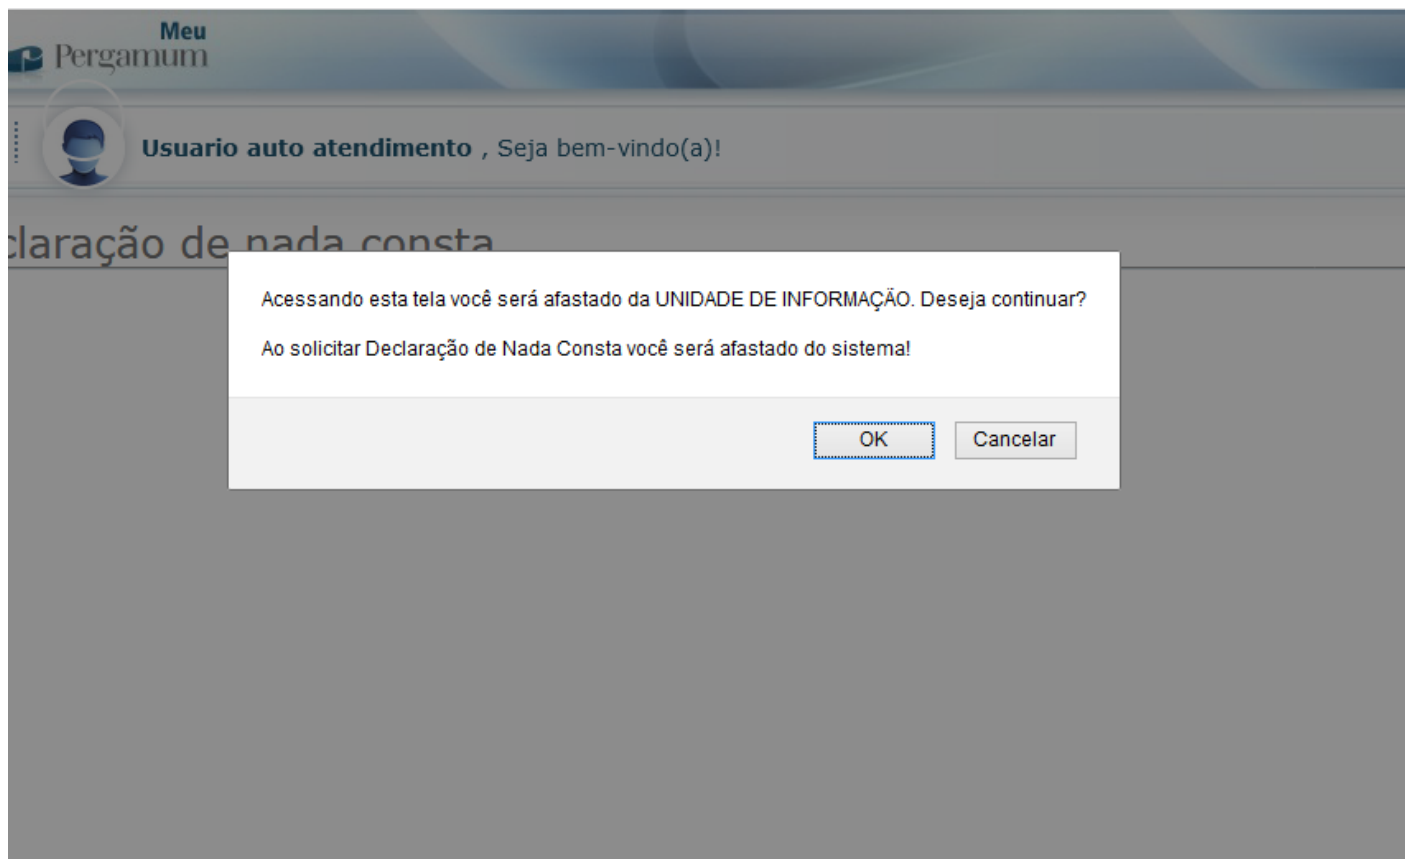 Meu
Pergamum
Usuario auto atendimento , Seja bem-vindo(a)!
claração de nada consta
Acessando esta tela você será afastado da UNIDADE DE INFORMAÇÃO. Deseja continuar?
Ao solicitar Declaração de Nada Consta você será afastado do sistema!
OK Cancelar